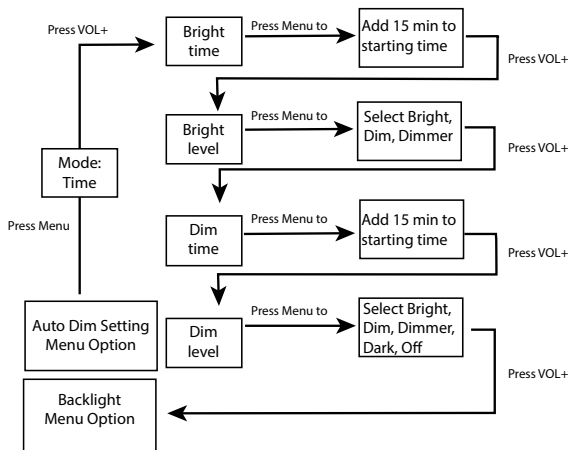 Press VOL+
Bright
time
Press Menu to
Add 15 min to
starting time
Press VOL+
Bright
level
Press Menu to
Select Bright,
Dim, Dimmer
Press VOL+
Mode:
Time
Press Menu
Dim
time
Press Menu to
Add 15 min to
starting time
Press VOL+
Auto Dim Setting
Menu Option
Dim
level
Press Menu to
Select Bright,
Dim, Dimmer,
Dark, Off
Press VOL+
Backlight
Menu Option